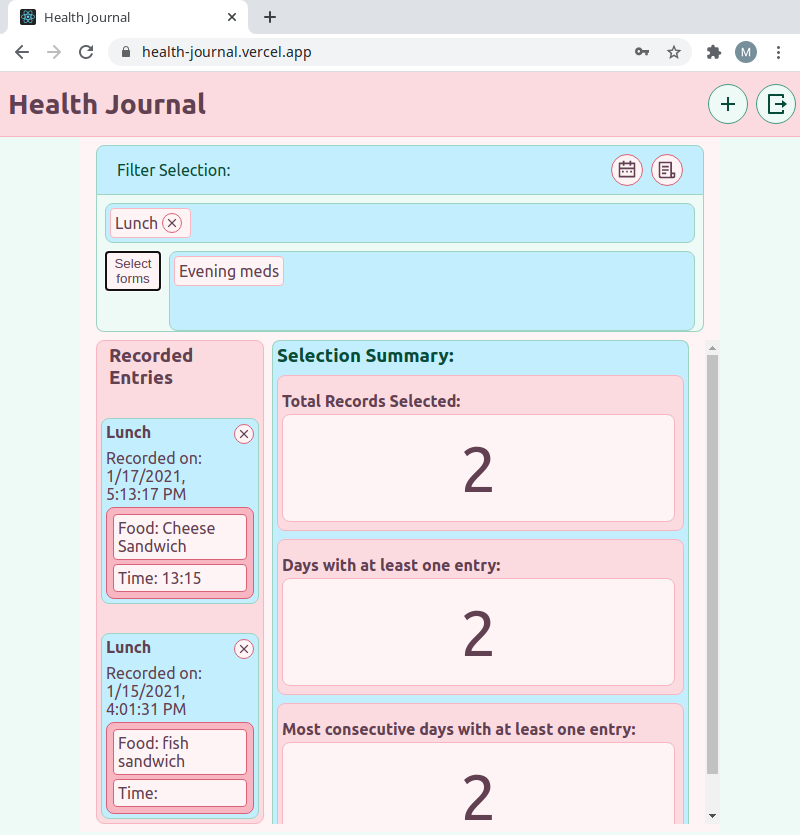 Health Journal
health-journal.vercel.app
M
Health Journal
Filter Selection:
Lunch
Select
forms
Evening meds
Recorded
Entries
Lunch
Recorded on:
1/17/2021,
5:13:17 PM
Food: Cheese
Sandwich
Time: 13:15
Lunch
Recorded on:
1/15/2021,
4:01:31 PM
Food: fish
sandwich
Time:
Selection Summary:
Total Records Selected:
2
Days with at least one entry:
2
Most consecutive days with at least one entry:
2